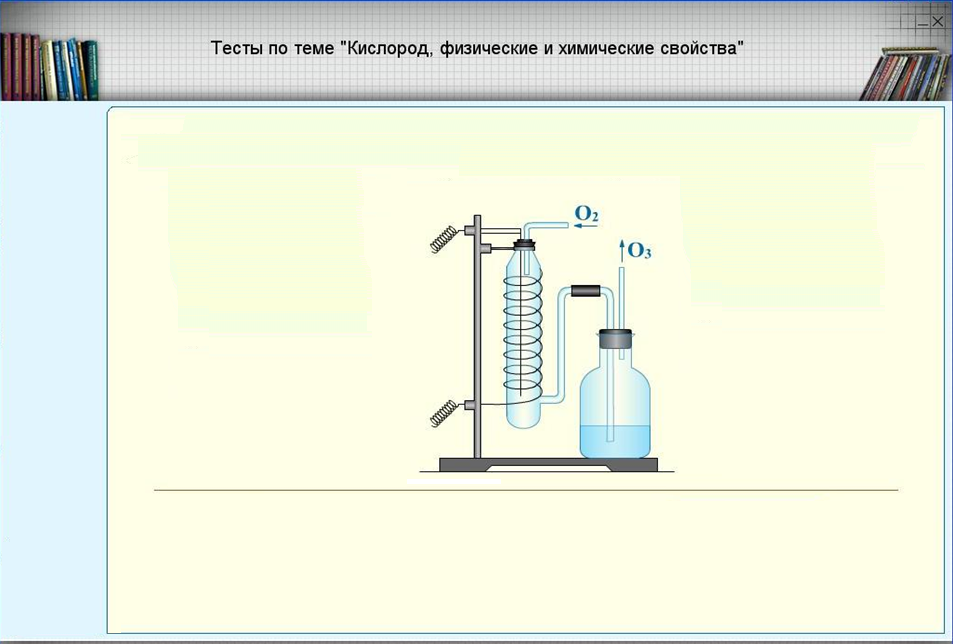 Тесты по теме "Кислород, физические и химические свойства"
O₂
O₃